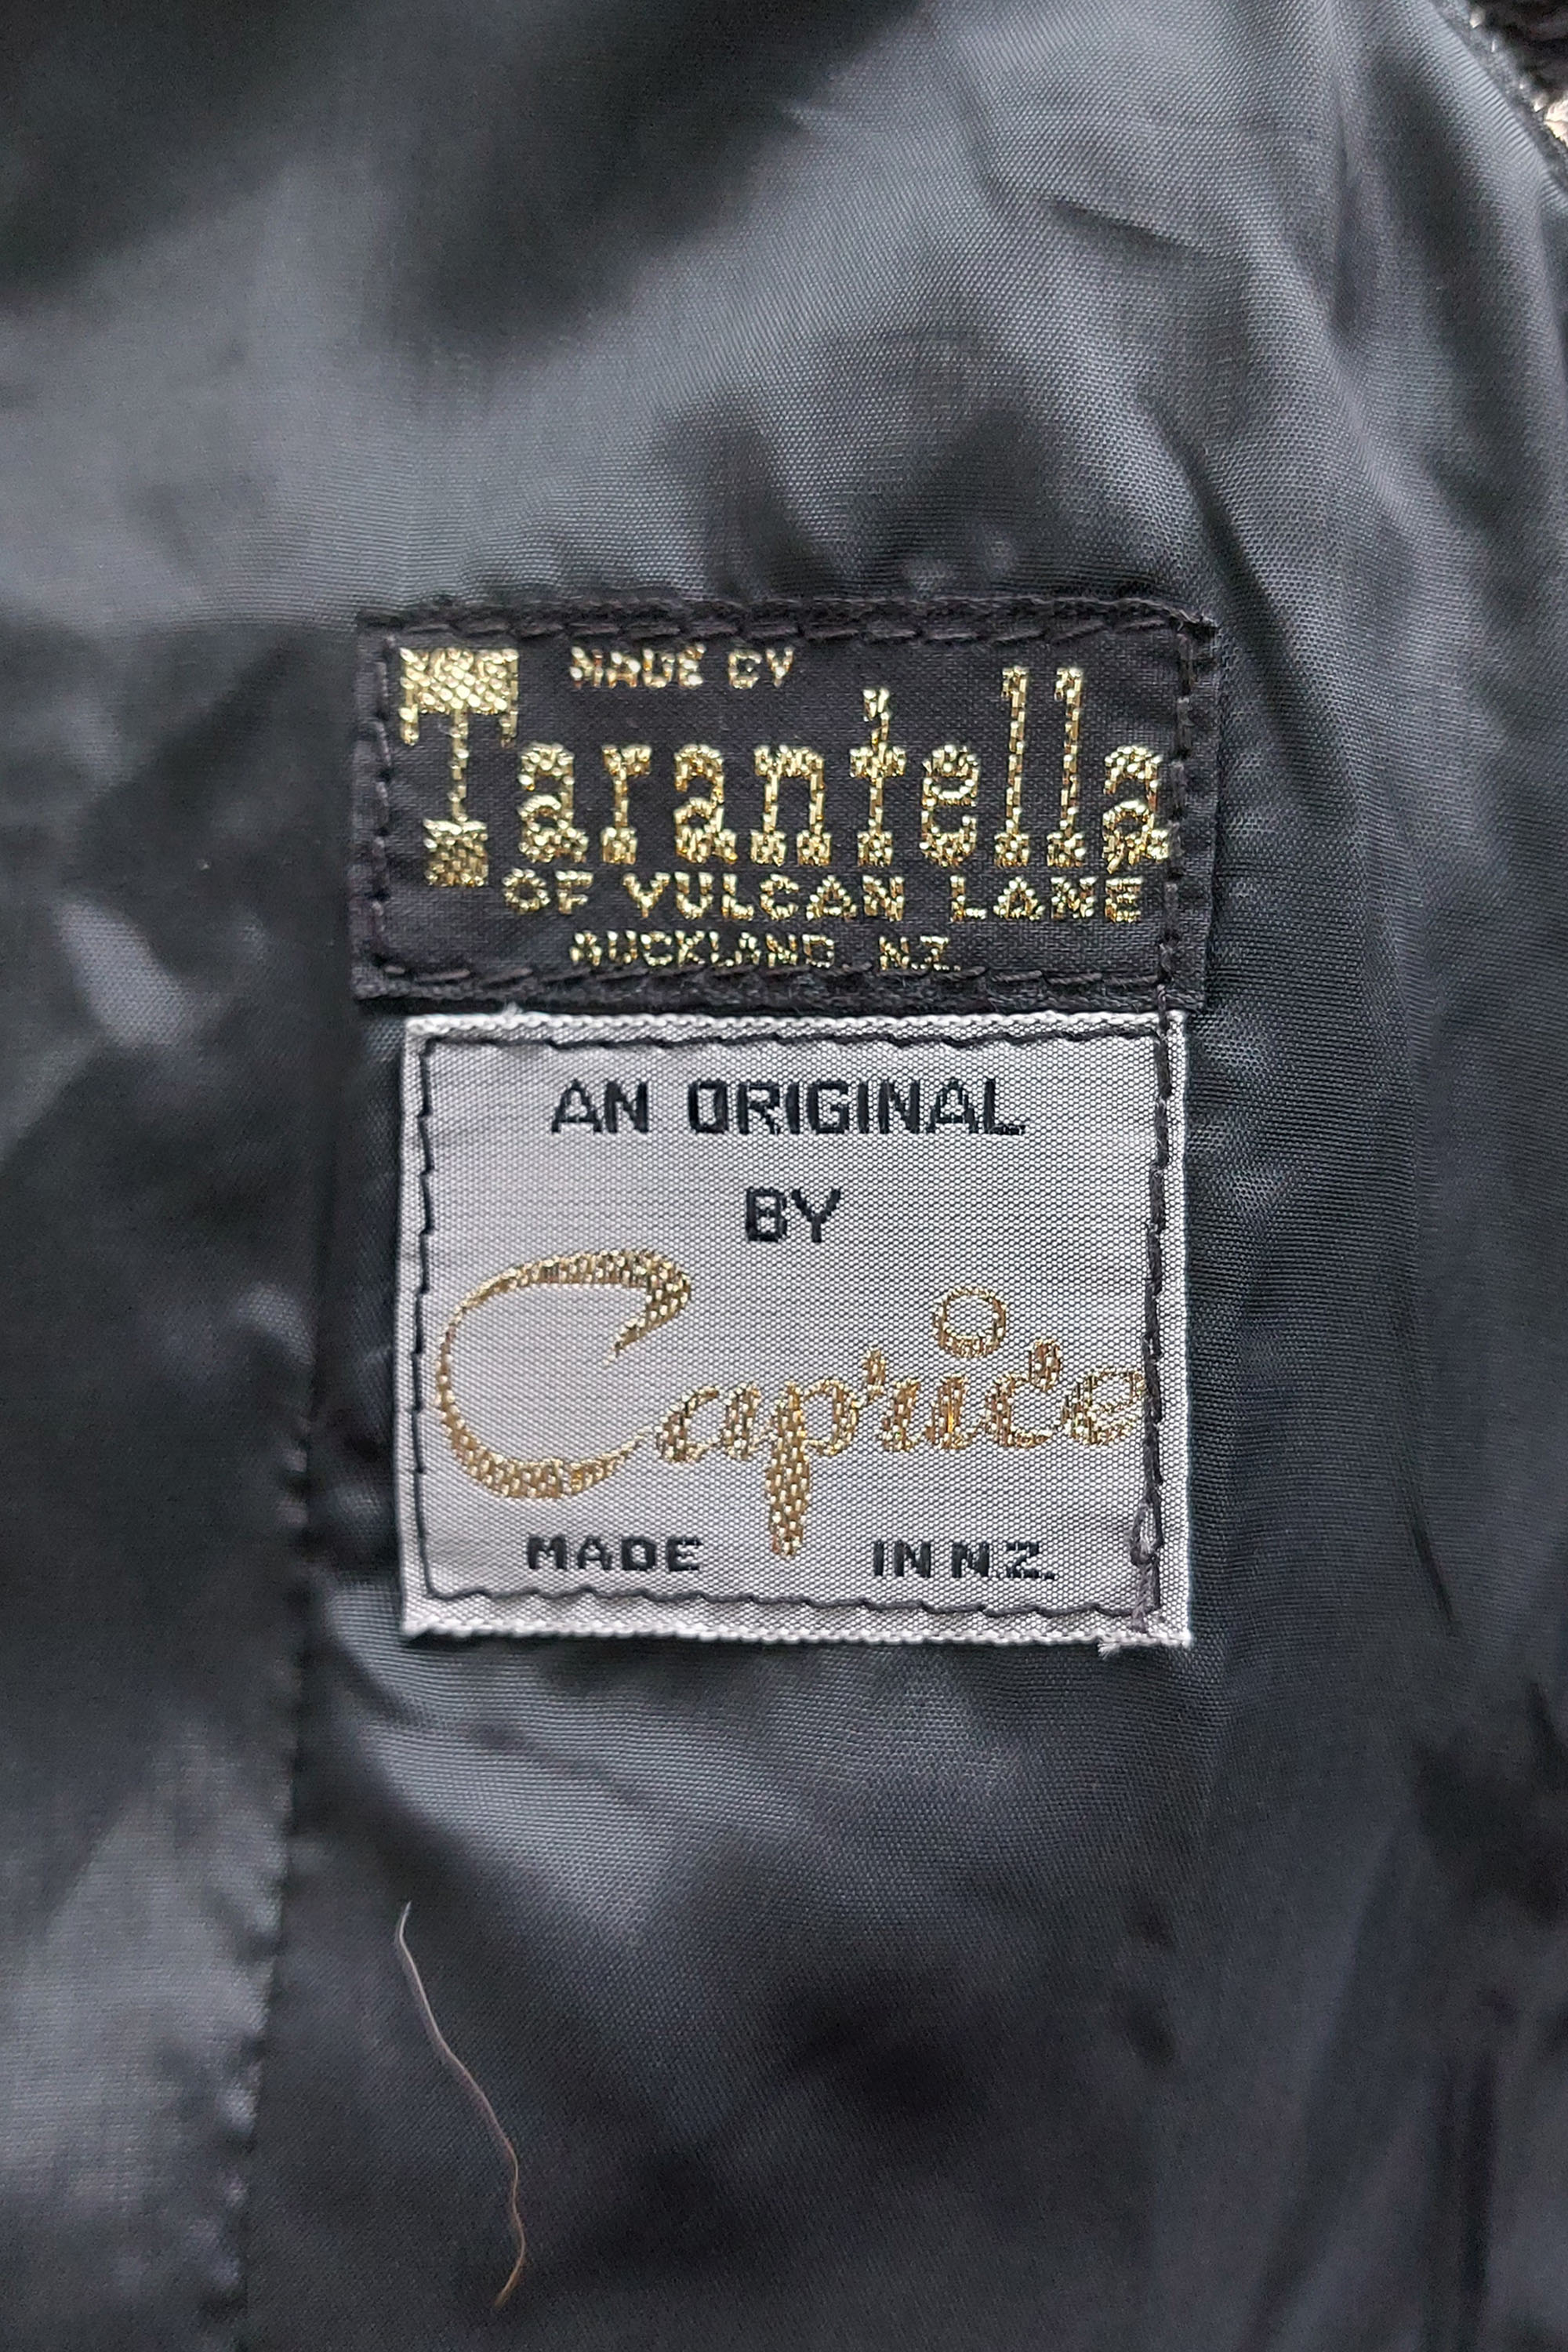 MADE BY
Tarantella
OF VULCAN LANE
AUCKLAND N.Z.
AN ORIGINAL
BY
Caprice
MADE IN N.Z.